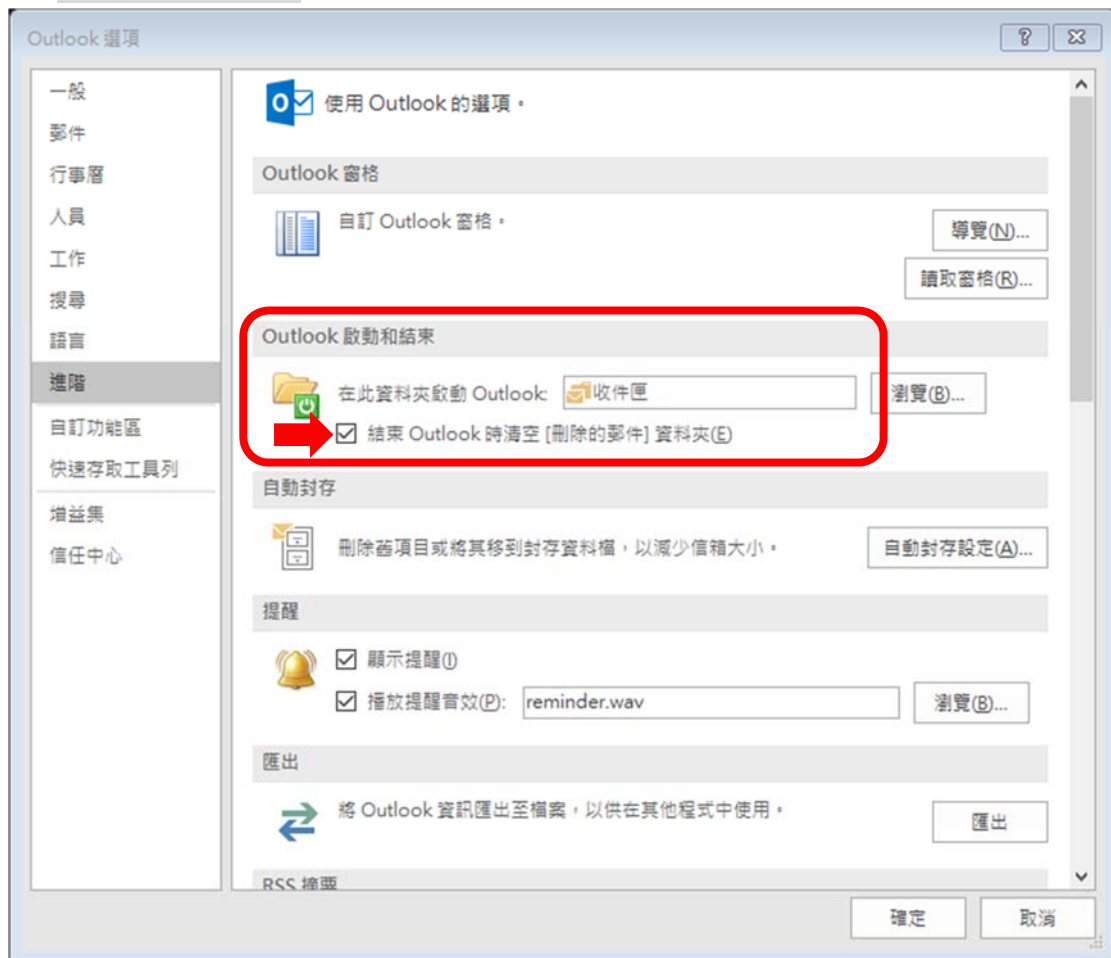 Outlook 選項
一般
郵件
行事曆
人員
工作
搜尋
語言
進階
自訂功能區
快速存取工具列
增益集
信任中心
使用 Outlook 的選項。
Outlook 窗格
自訂 Outlook 窗格。
導覽(N)...
讀取窗格(R)...
Outlook 啟動和結束
在此資料夾啟動 Outlook: 收件匣 瀏覽(B)...
結束 Outlook 時清空 [刪除的郵件] 資料夾(E)
自動封存
刪除舊項目或將其移到封存資料檔，以減少信箱大小。 自動封存設定(A)...
提醒
顯示提醒(I)
播放提醒音效(P): reminder.wav 瀏覽(B)...
匯出
將 Outlook 資訊匯出至檔案，以供在其他程式中使用。 匯出
RSS 摘要
確定 取消